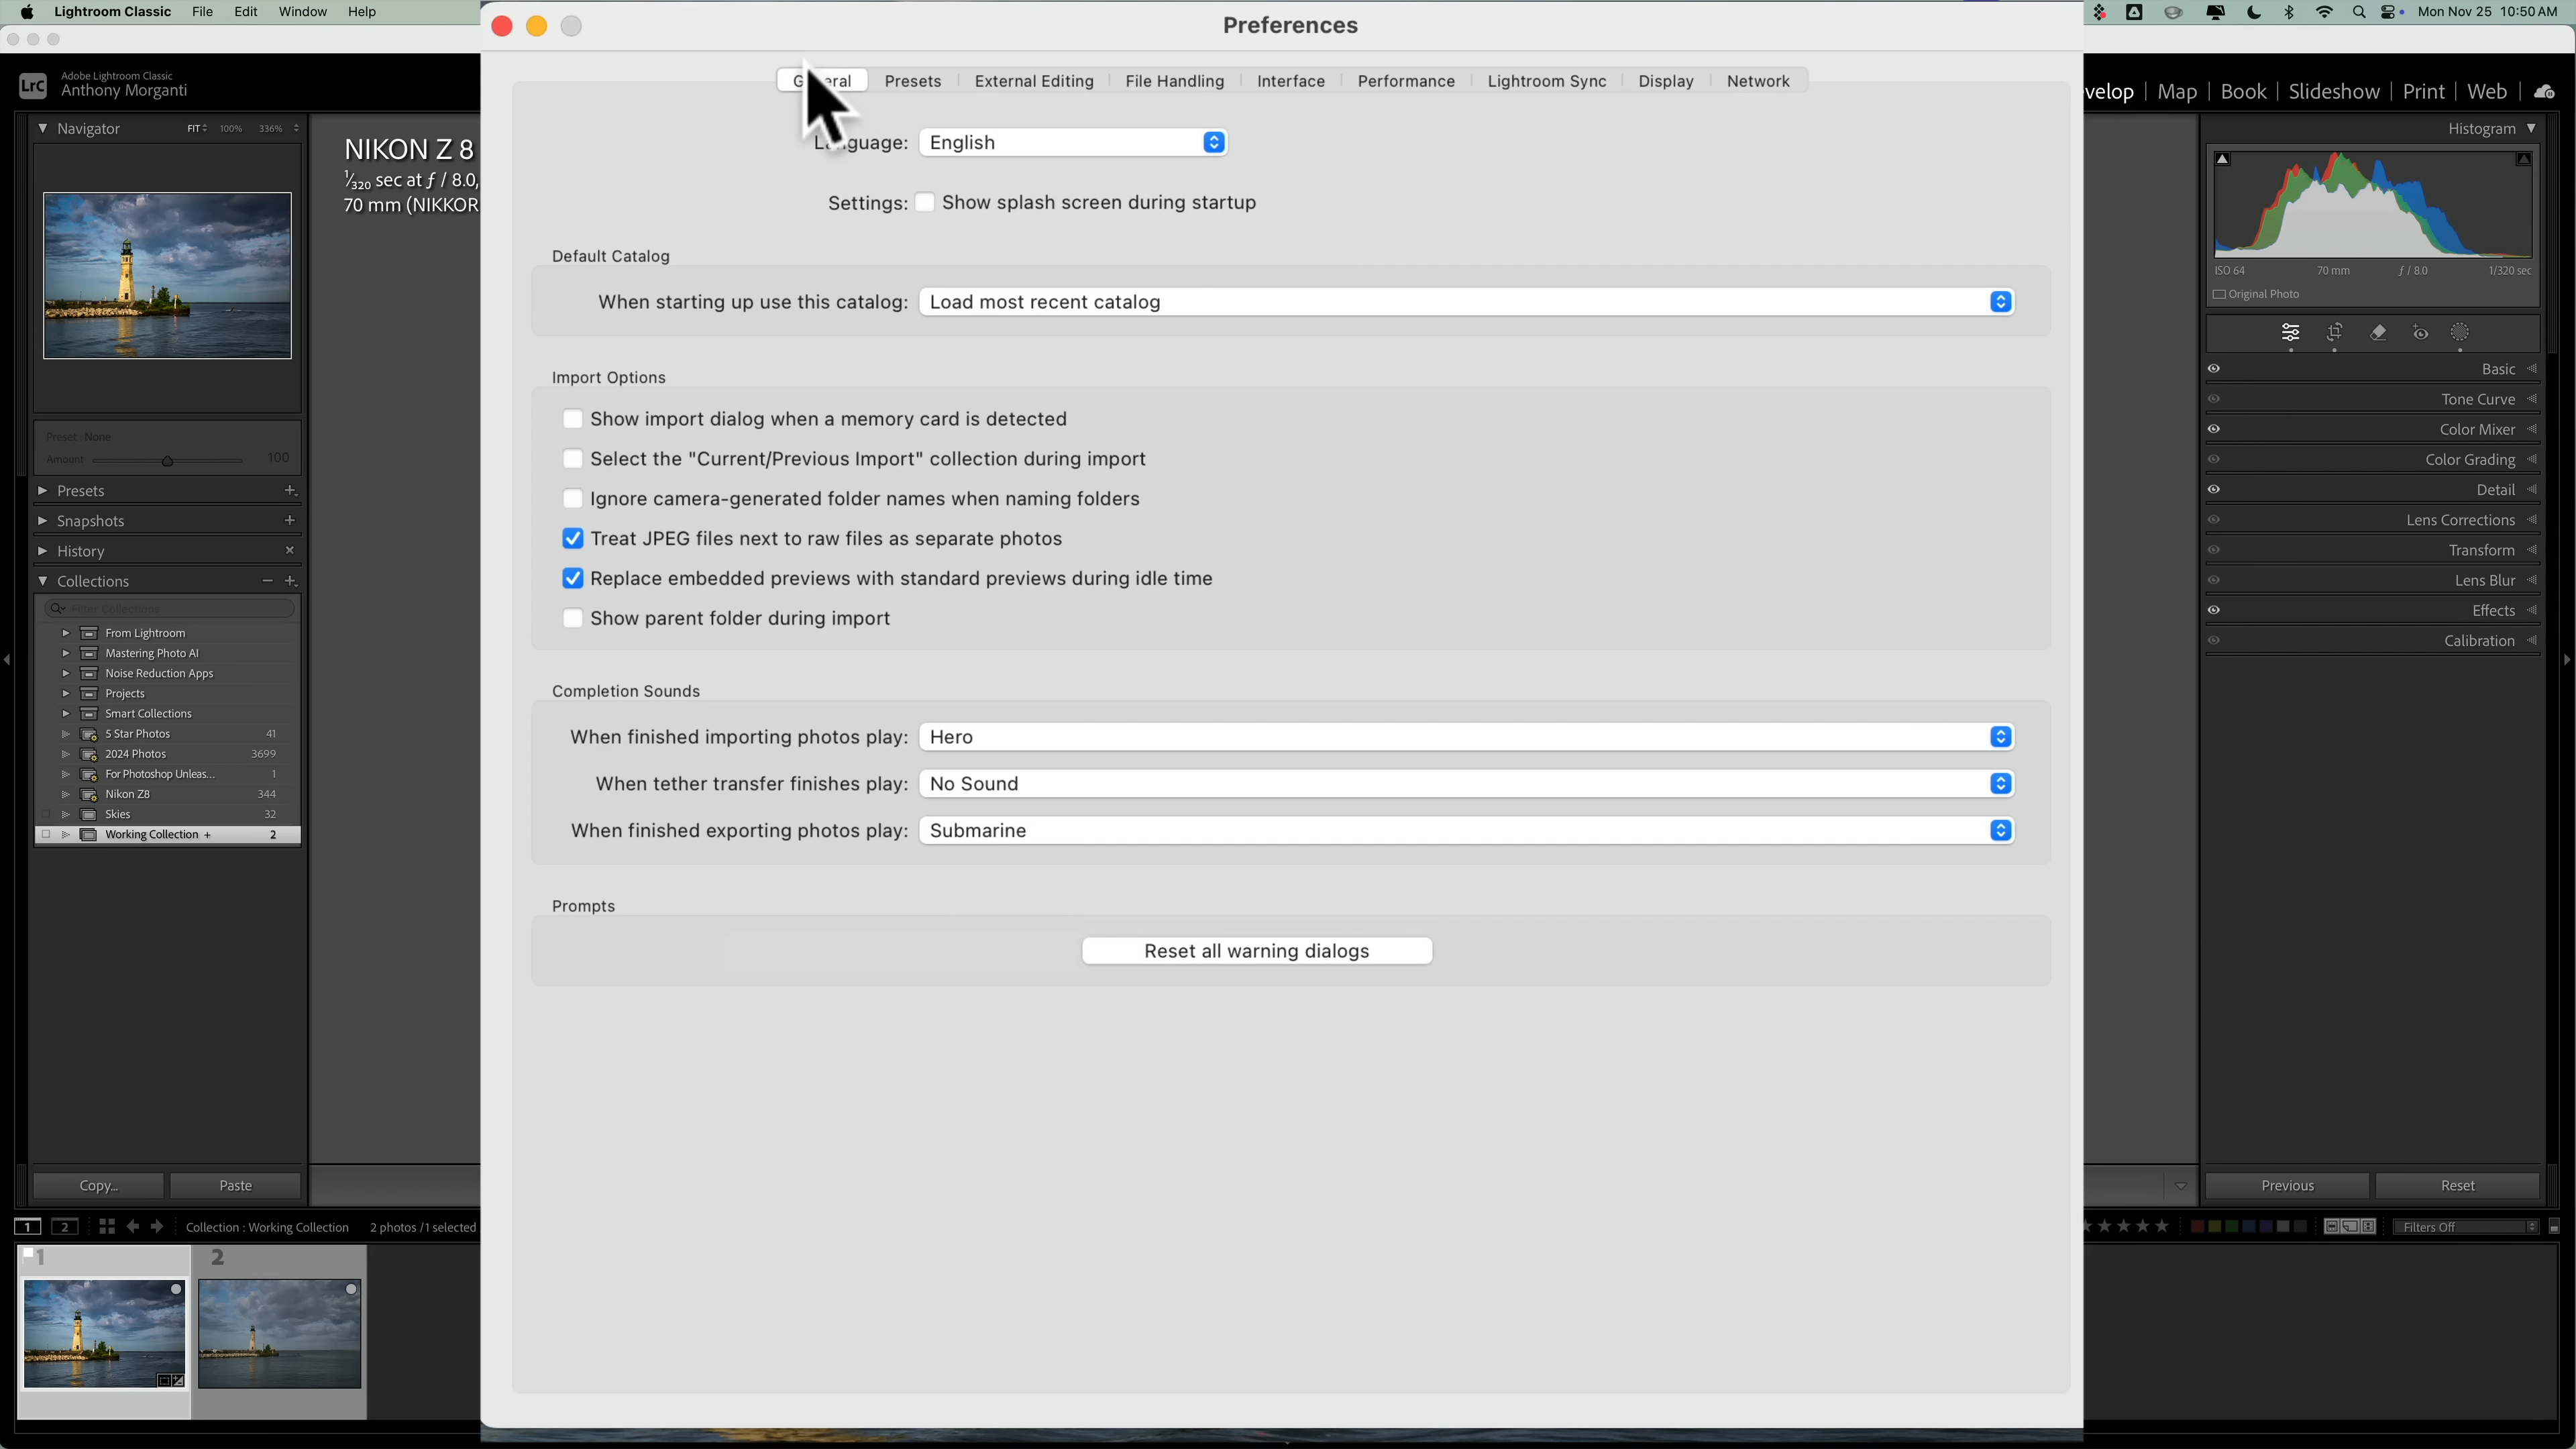 Lightroom Classic File Edit Window Help
Preferences
Mon Nov 25 10:50 AM
LrC
Adobe Lightroom Classic
Anthony Morganti
velop | Map | Book | Slideshow | Print | Web
General Presets External Editing File Handling Interface Performance Lightroom Sync Display Network
Navigator FIT 100% 336%
Preset : None
Amount 100
Presets
Snapshots
History
Collections
Filter Collections
From Lightroom
Mastering Photo AI
Noise Reduction Apps
Projects
Smart Collections
5 Star Photos 41
2024 Photos 3699
For Photoshop Unleas... 1
Nikon Z8 344
Skies 32
Working Collection + 2
Copy... Paste
NIKON Z 8
1/320 sec at ƒ / 8.0,
70 mm (NIKKOR
Language: English
Settings: Show splash screen during startup
Default Catalog
When starting up use this catalog: Load most recent catalog
Import Options
Show import dialog when a memory card is detected
Select the "Current/Previous Import" collection during import
Ignore camera-generated folder names when naming folders
Treat JPEG files next to raw files as separate photos
Replace embedded previews with standard previews during idle time
Show parent folder during import
Completion Sounds
When finished importing photos play: Hero
When tether transfer finishes play: No Sound
When finished exporting photos play: Submarine
Prompts
Reset all warning dialogs
Histogram
ISO 64 70 mm ƒ / 8.0 1/320 sec
Original Photo
Basic
Tone Curve
Color Mixer
Color Grading
Detail
Lens Corrections
Transform
Lens Blur
Effects
Calibration
Previous Reset
1 2 Collection : Working Collection 2 photos /1 selected
Filters Off
1 2